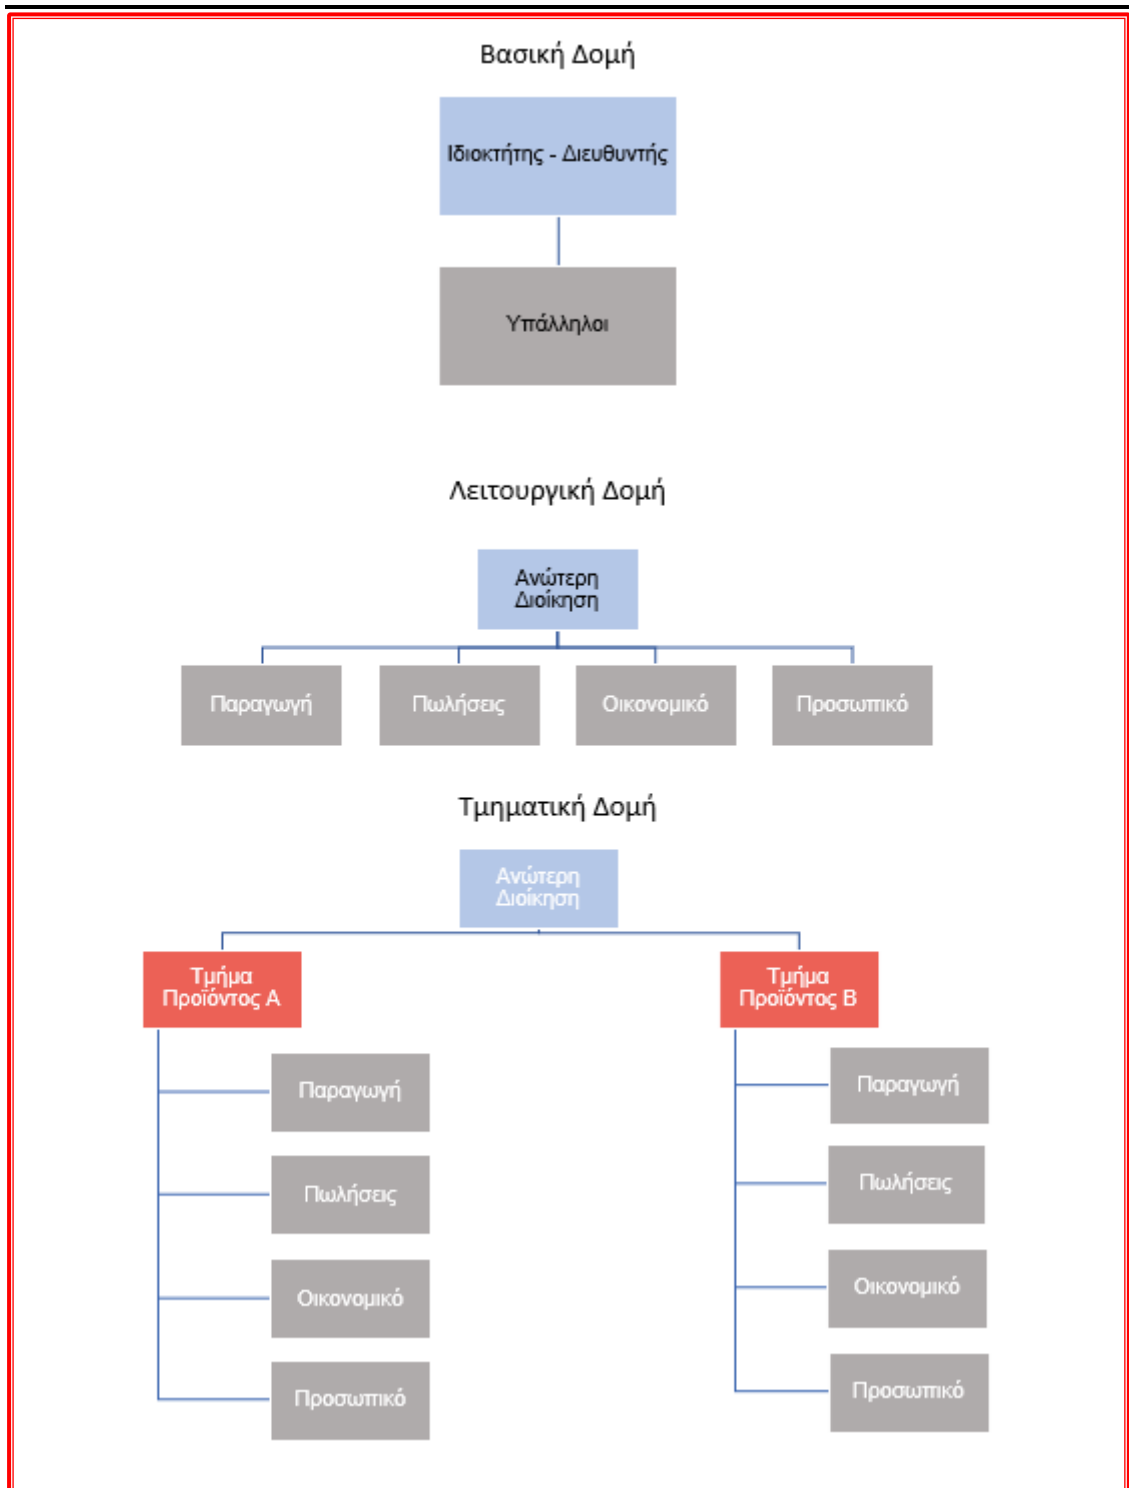 Βασική Δομή
Ιδιοκτήτης - Διευθυντής
Υπάλληλοι
Λειτουργική Δομή
Ανώτερη
Διοίκηση
Παραγωγή
Πωλήσεις
Οικονομικό
Προσωπικό
Τμηματική Δομή
Ανώτερη
Διοίκηση
Τμήμα
Προϊόντος Α
Παραγωγή
Πωλήσεις
Οικονομικό
Προσωπικό
Τμήμα
Προϊόντος Β
Παραγωγή
Πωλήσεις
Οικονομικό
Προσωπικό